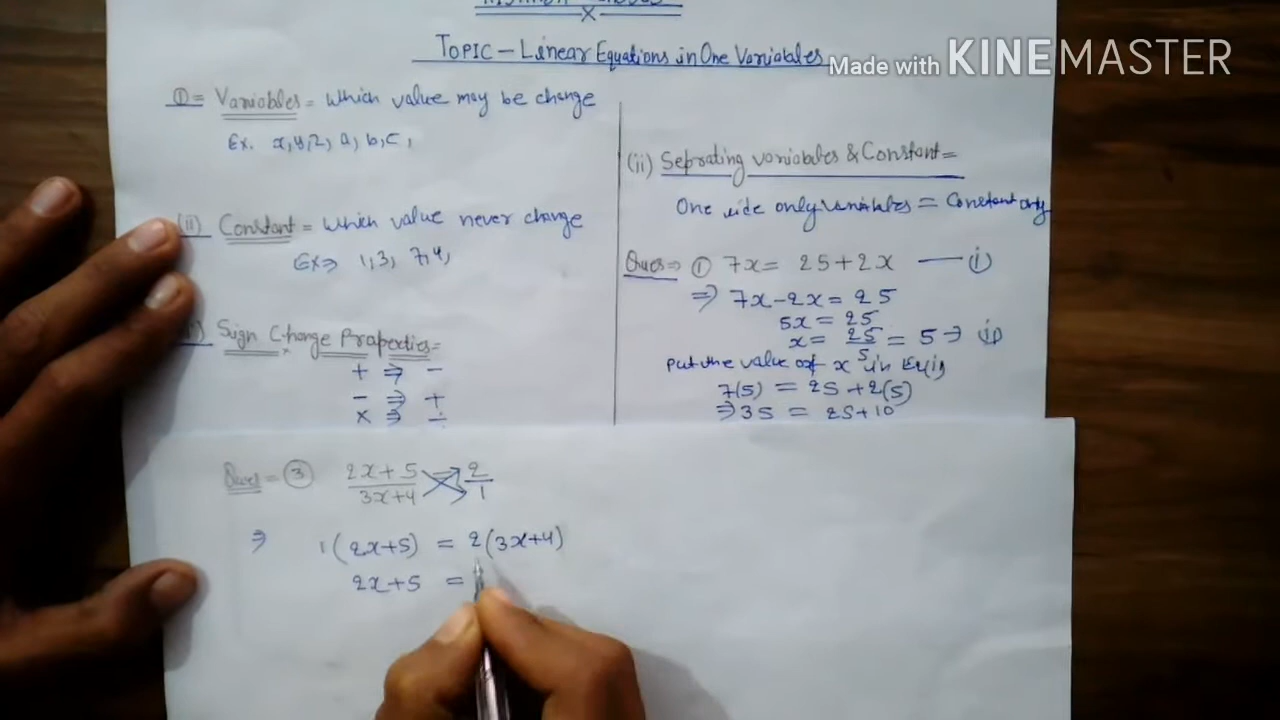 TOPIC – Linear Equations in One Variables
Made with KINEMASTER
① = Variables = which value may be change
Ex. x, y, z, a, b, c,
(ii) Constant = which value never change
Ex ⇒ 1, 3, 7, 4,
Sign Change Praperties =
+ ⇒ −
− ⇒ +
× ⇒ ÷
(ii) Seprating variables & Constant =
One side only variables = Constant only
Ques ⇒ ① 7x = 25 + 2x — (i)
⇒ 7x − 2x = 25
5x = 25
x = 25/5 = 5 ⇒ (ii)
put the value of x in Eq (i)
7(5) = 25 + 2(5)
⇒ 35 = 25 + 10
Ques = ③ 2x + 5 / 3x + 4 = 2 / 1
⇒ 1(2x + 5) = 2(3x + 4)
2x + 5 =